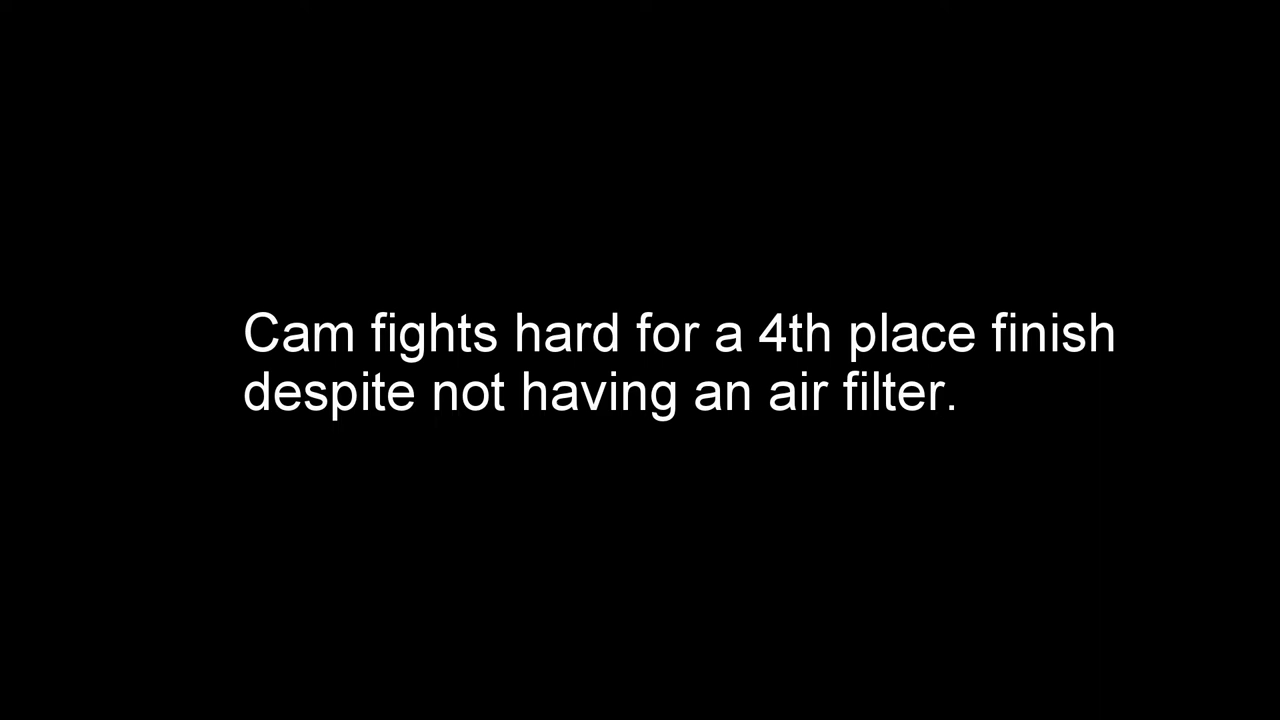 Cam fights hard for a 4th place finish
despite not having an air filter.